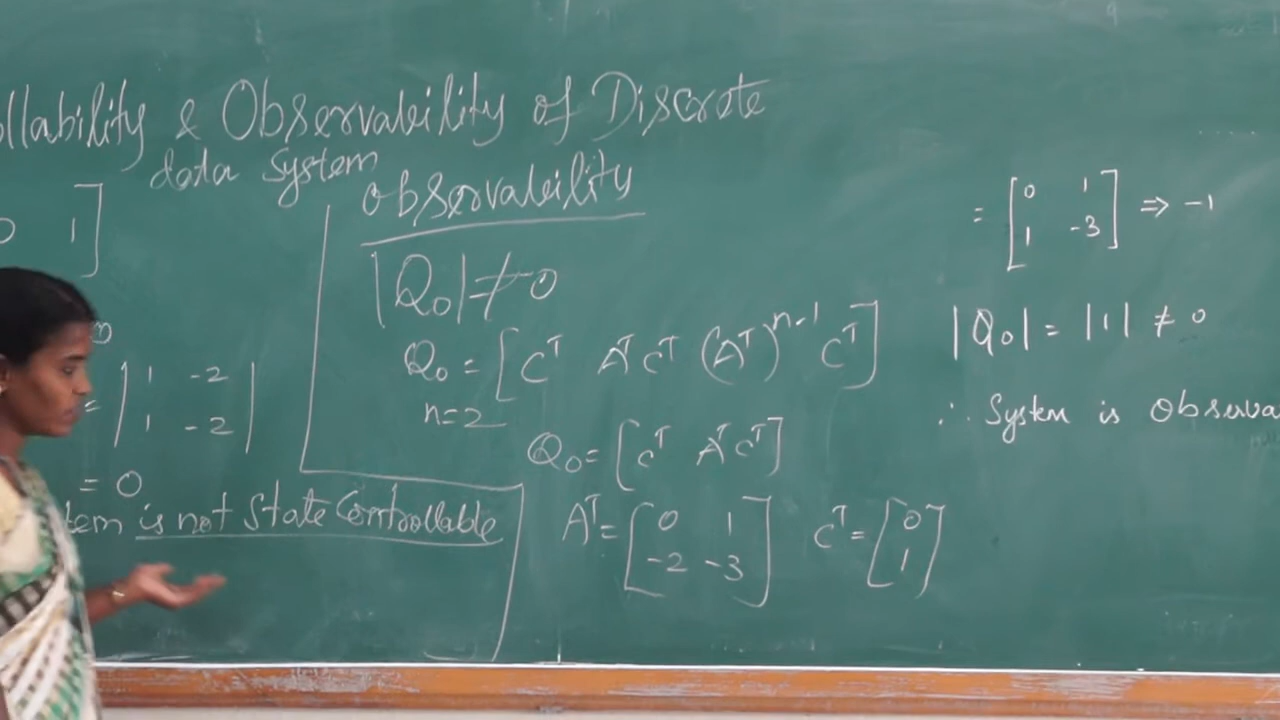 ollability & Observability of Discrete
data System
0 1 ]
= | 1 -2 |
| 1 -2 |
= 0
tem is not State Controllable
Observability
|Q₀| ≠ 0
Q₀ = [ Cᵀ AᵀCᵀ (Aᵀ)ⁿ⁻¹ Cᵀ ]
n=2
Q₀ = [ Cᵀ AᵀCᵀ ]
Aᵀ = [ 0 1 ] Cᵀ = [ 0 ]
[ -2 -3 ] [ 1 ]
= [ 0 1 ] ⇒ -1
[ 1 -3 ]
|Q₀| = |1| ≠ 0
∴ System is Observa